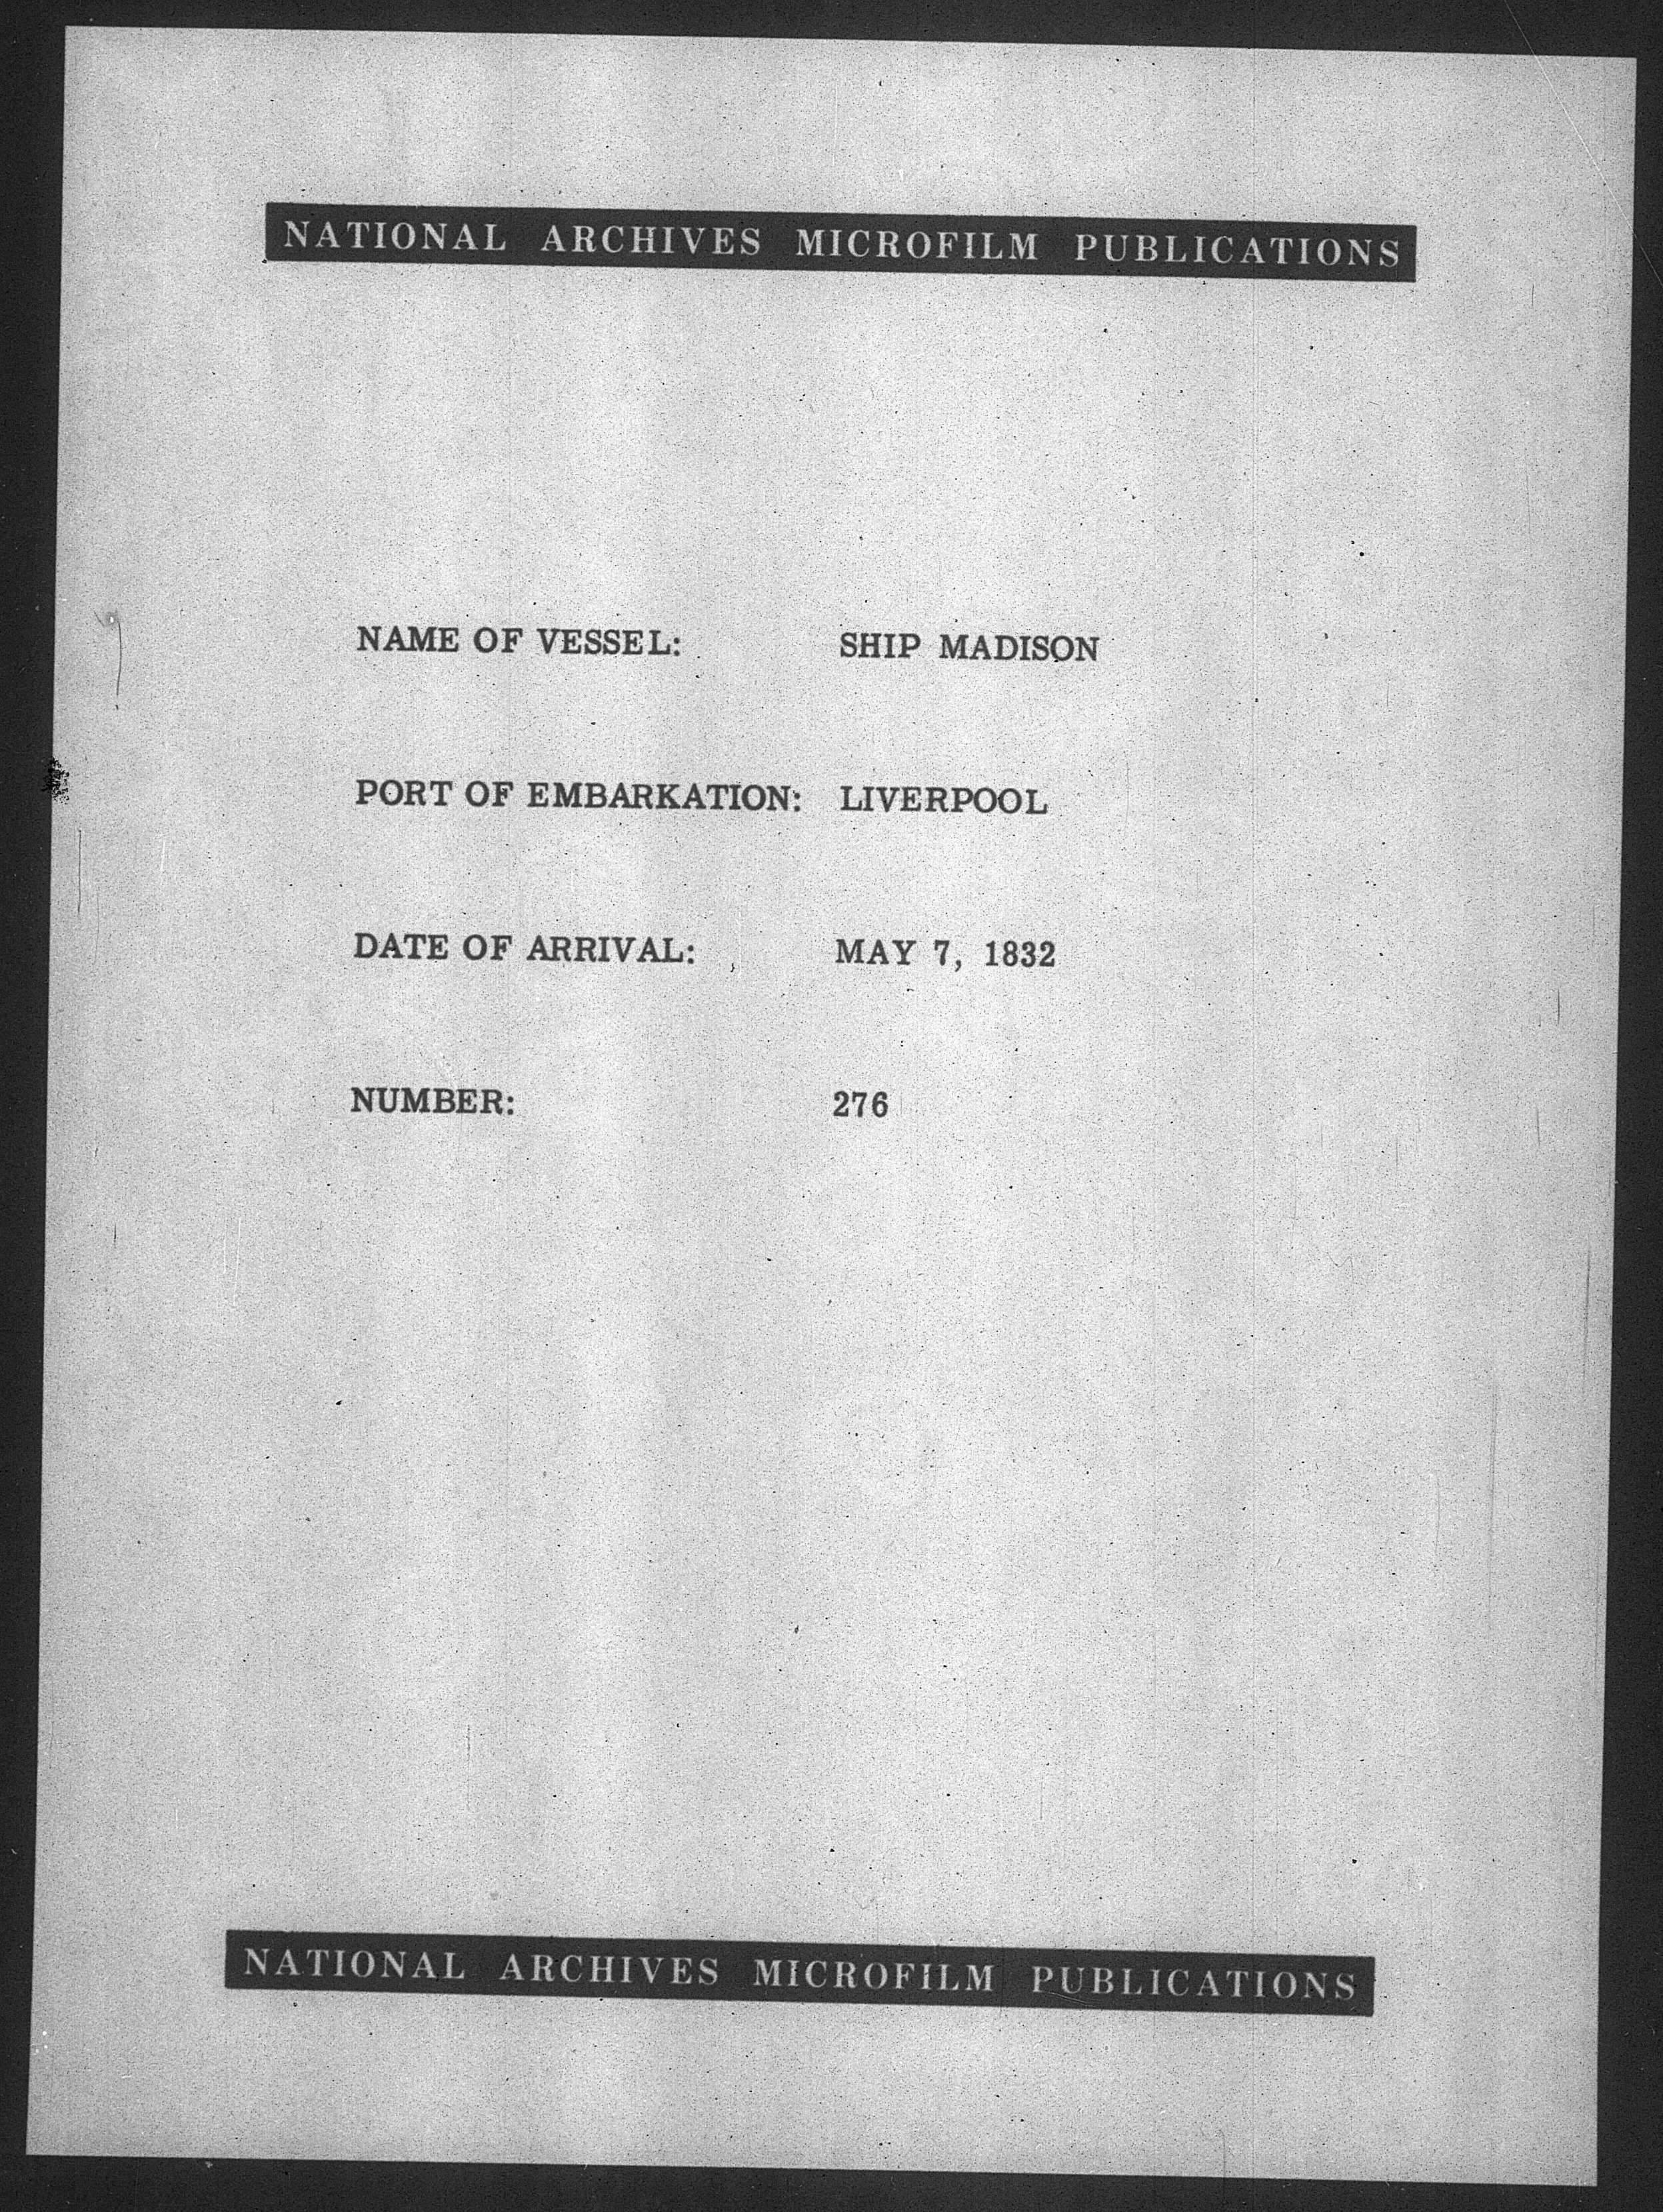 NATIONAL ARCHIVES MICROFILM PUBLICATIONS
NAME OF VESSEL: SHIP MADISON
PORT OF EMBARKATION: LIVERPOOL
DATE OF ARRIVAL: MAY 7, 1832
NUMBER: 276
NATIONAL ARCHIVES MICROFILM PUBLICATIONS